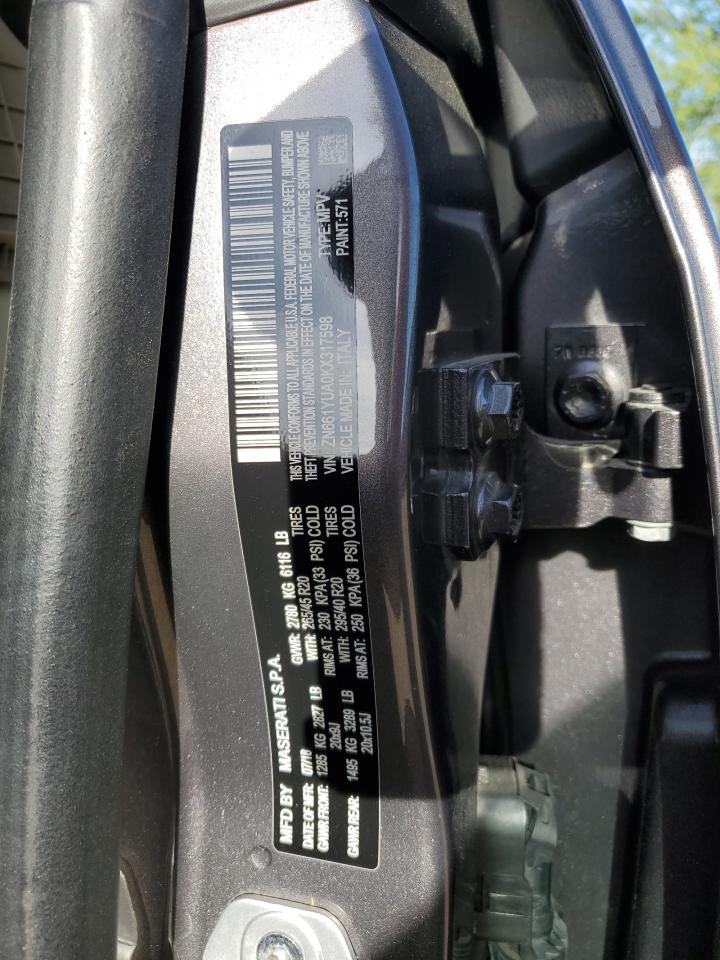 MFD BY MASERATI S.P.A.
DATE OF MFR: 07/18 GVWR: 2780 KG 6116 LB
GAWR FRONT: 1285 KG 2827 LB WITH: 265/45 R20 TIRES
20x9J RIMS AT: 230 KPA (33 PSI) COLD
GAWR REAR: 1495 KG 3289 LB WITH: 295/40 R20 TIRES
20x10.5J RIMS AT: 250 KPA (36 PSI) COLD
THIS VEHICLE CONFORMS TO ALL APPLICABLE U.S.A. FEDERAL MOTOR VEHICLE SAFETY, BUMPER AND
THEFT PREVENTION STANDARDS IN EFFECT ON THE DATE OF MANUFACTURE SHOWN ABOVE
VIN: ZN661YUA0KX317598 TYPE: MPV
VEHICLE MADE IN: ITALY PAINT: 571